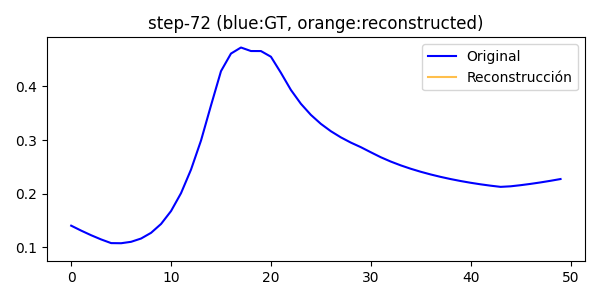 step-72 (blue:GT, orange:reconstructed)
Original
Reconstrucción
0.4
0.3
0.2
0.1
0 10 20 30 40 50